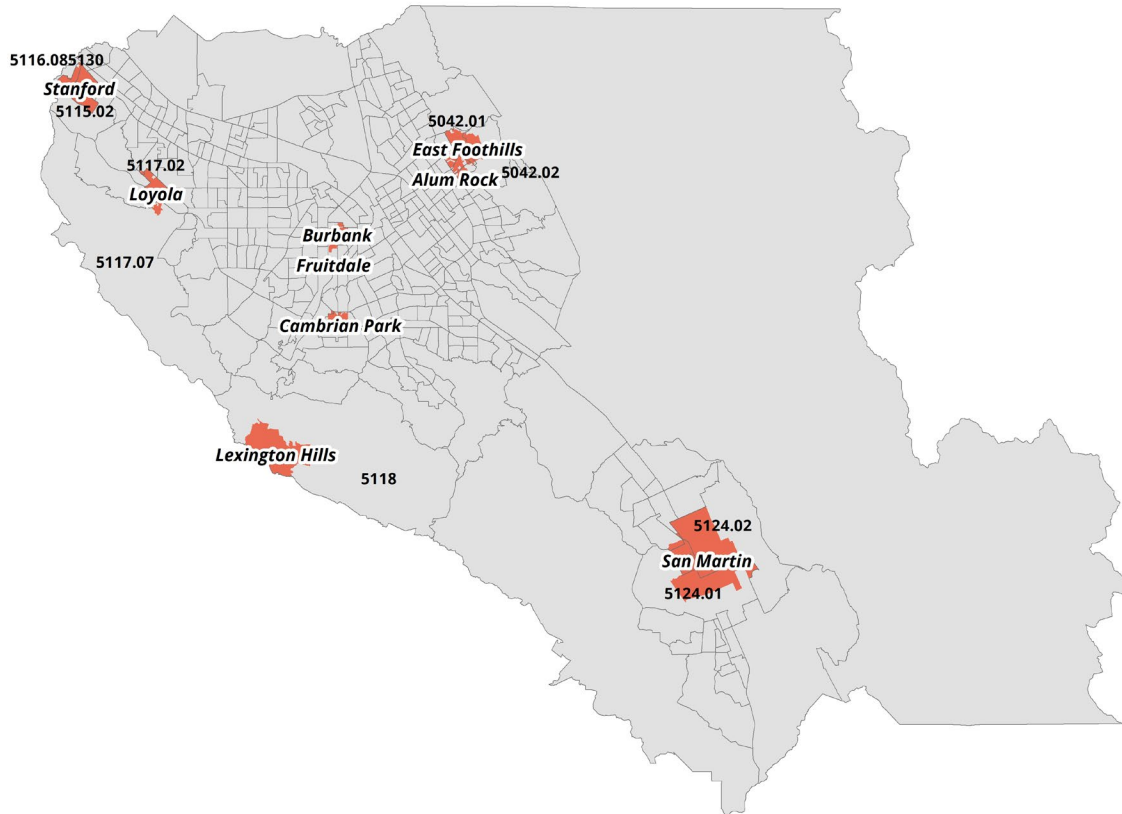 5116.085130
Stanford
5115.02
5042.01
East Foothills
5042.02
Alum Rock
5117.02
Loyola
Burbank
5117.07
Fruitdale
Cambrian Park
Lexington Hills
5118
5124.02
San Martin
5124.01